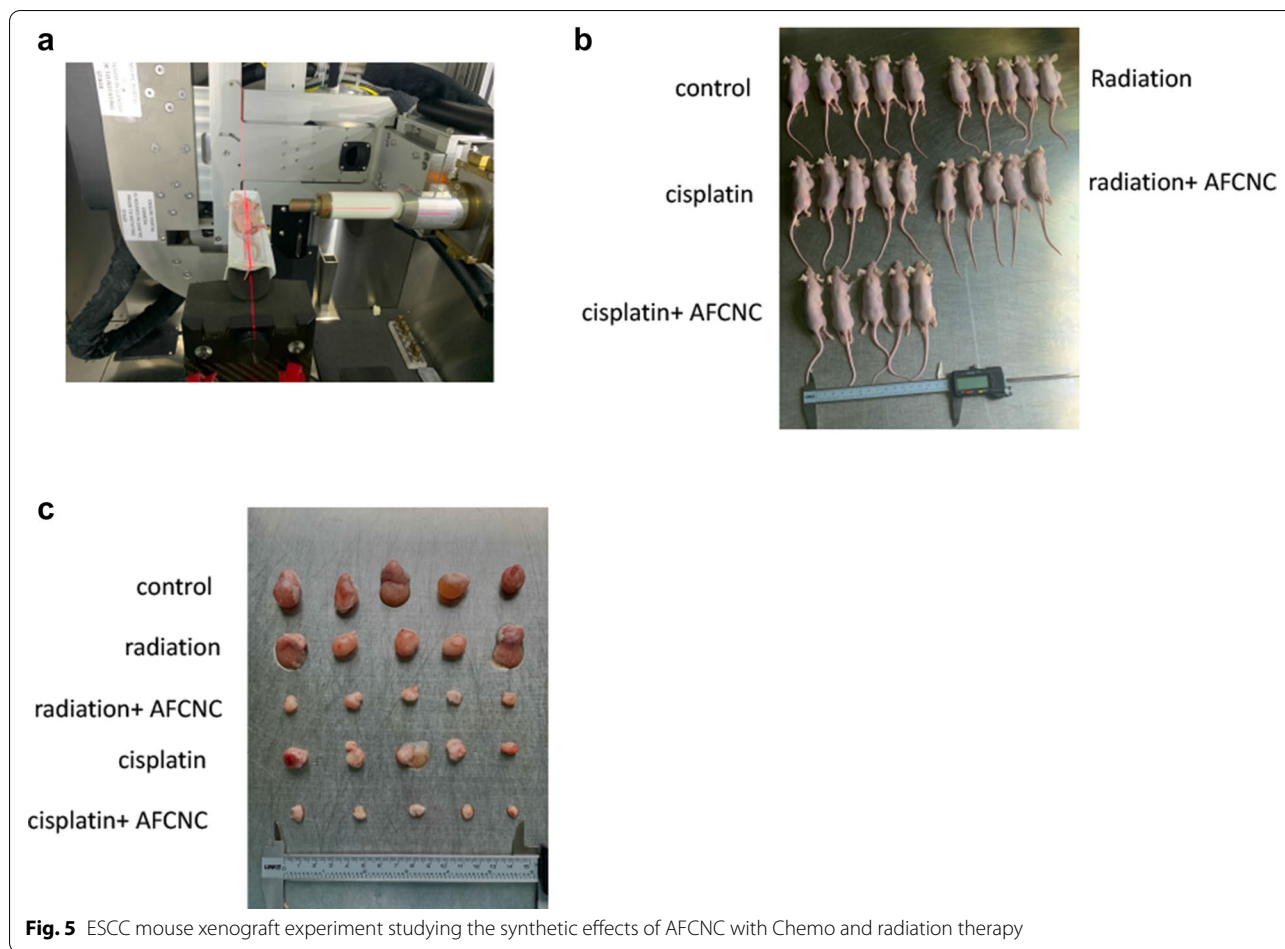 a
b
control
Radiation
cisplatin
radiation+ AFCNC
cisplatin+ AFCNC
c
control
radiation
radiation+ AFCNC
cisplatin
cisplatin+ AFCNC
Fig. 5 ESCC mouse xenograft experiment studying the synthetic effects of AFCNC with Chemo and radiation therapy